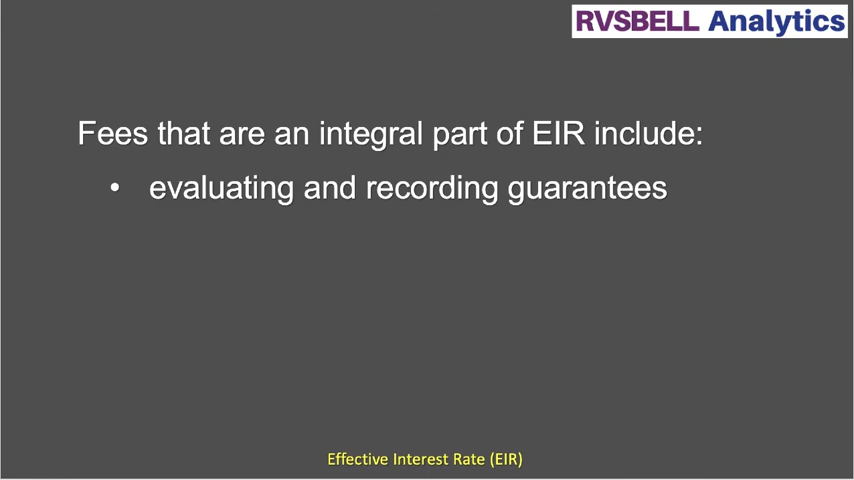 RVSBELL Analytics
Fees that are an integral part of EIR include:
• evaluating and recording guarantees
Effective Interest Rate (EIR)